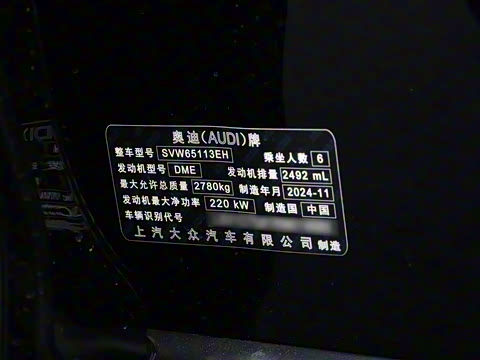 奥迪(AUDI)牌
整车型号 SVW65113EH 乘坐人数 6
发动机型号 DME 发动机排量 2492 mL
最大允许总质量 2780kg 制造年月 2024-11
发动机最大净功率 220 kW 制造国 中国
车辆识别代号
上汽大众汽车有限公司 制造